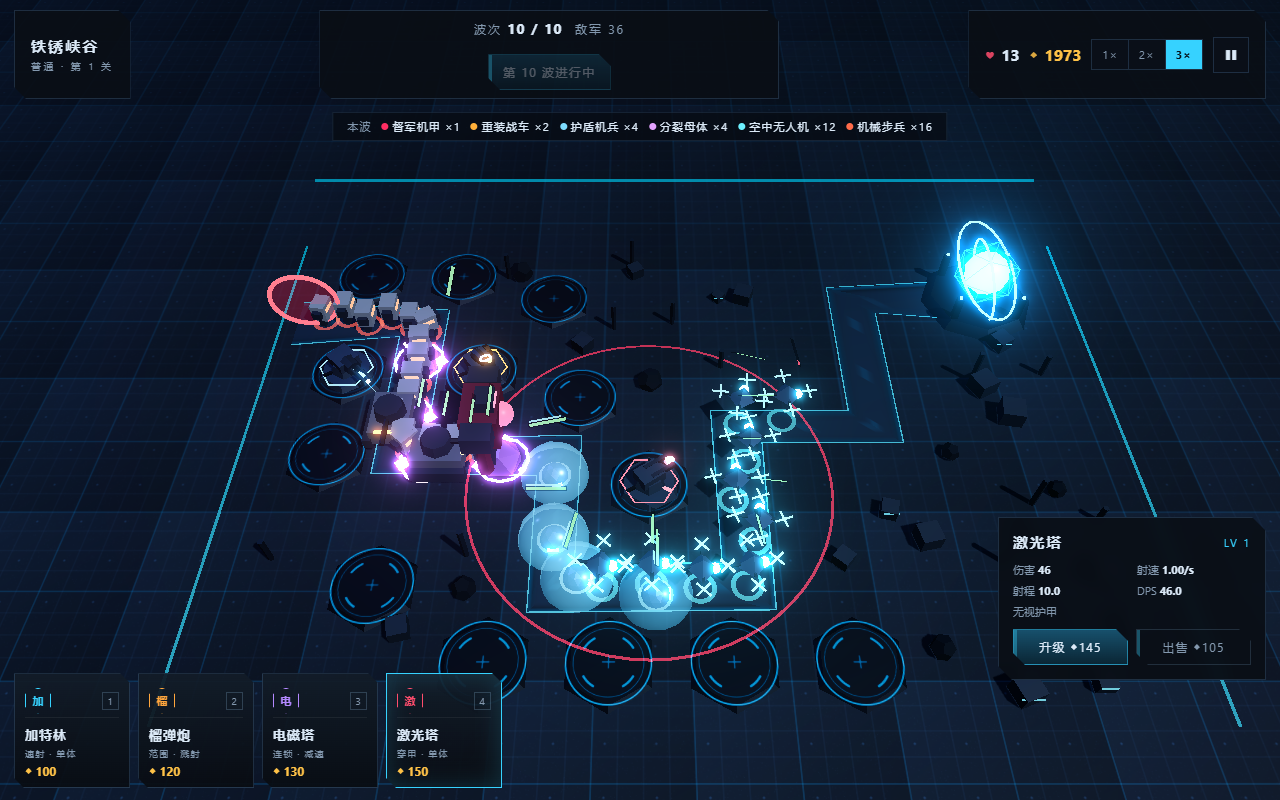 铁锈峡谷
普通 · 第 1 关
波次 10 / 10 敌军 36
第 10 波进行中
13 1973 1× 2× 3×
本波 督军机甲 ×1 重装战车 ×2 护盾机兵 ×4 分裂母体 ×4 空中无人机 ×12 机械步兵 ×16
激光塔 LV 1
伤害 46 射速 1.00/s
射程 10.0 DPS 46.0
无视护甲
升级 ◆145 出售 ◆105
加 1
加特林
速射 · 单体
◆ 100
榴 2
榴弹炮
范围 · 溅射
◆ 120
电 3
电磁塔
连锁 · 减速
◆ 130
激 4
激光塔
穿甲 · 单体
◆ 150